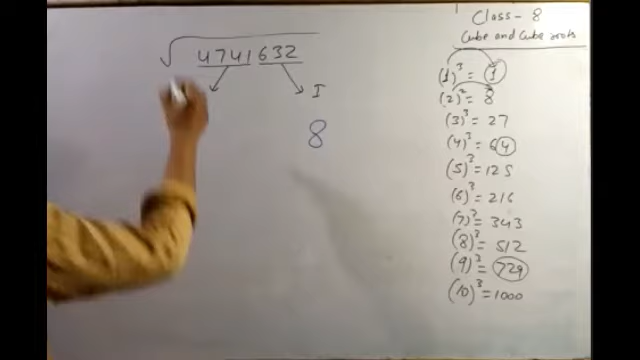 Class - 8
Cube and Cube roots
√4741632
I
8
(1)³ = 1
(2)³ = 8
(3)³ = 27
(4)³ = 64
(5)³ = 125
(6)³ = 216
(7)³ = 343
(8)³ = 512
(9)³ = 729
(10)³ = 1000